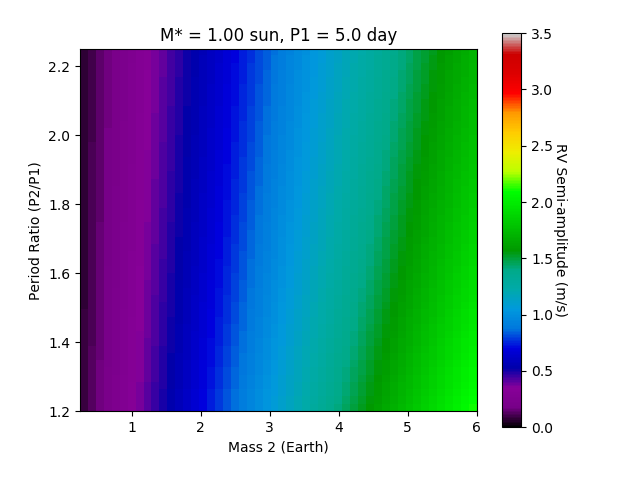 M* = 1.00 sun, P1 = 5.0 day
Period Ratio (P2/P1)
2.2
2.0
1.8
1.6
1.4
1.2
1 2 3 4 5 6
Mass 2 (Earth)
3.5
3.0
2.5
2.0
1.5
1.0
0.5
0.0
RV Semi-amplitude (m/s)